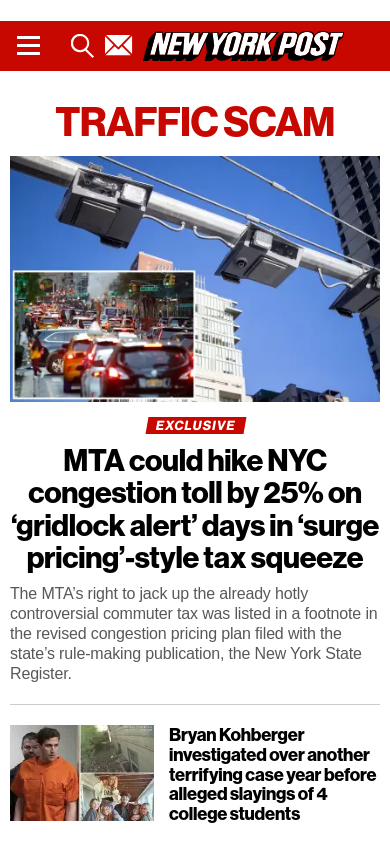 NEW YORK POST
TRAFFIC SCAM
EXCLUSIVE
MTA could hike NYC
congestion toll by 25% on
‘gridlock alert’ days in ‘surge
pricing’-style tax squeeze
The MTA’s right to jack up the already hotly
controversial commuter tax was listed in a footnote in
the revised congestion pricing plan filed with the
state’s rule-making publication, the New York State
Register.
Bryan Kohberger
investigated over another
terrifying case year before
alleged slayings of 4
college students